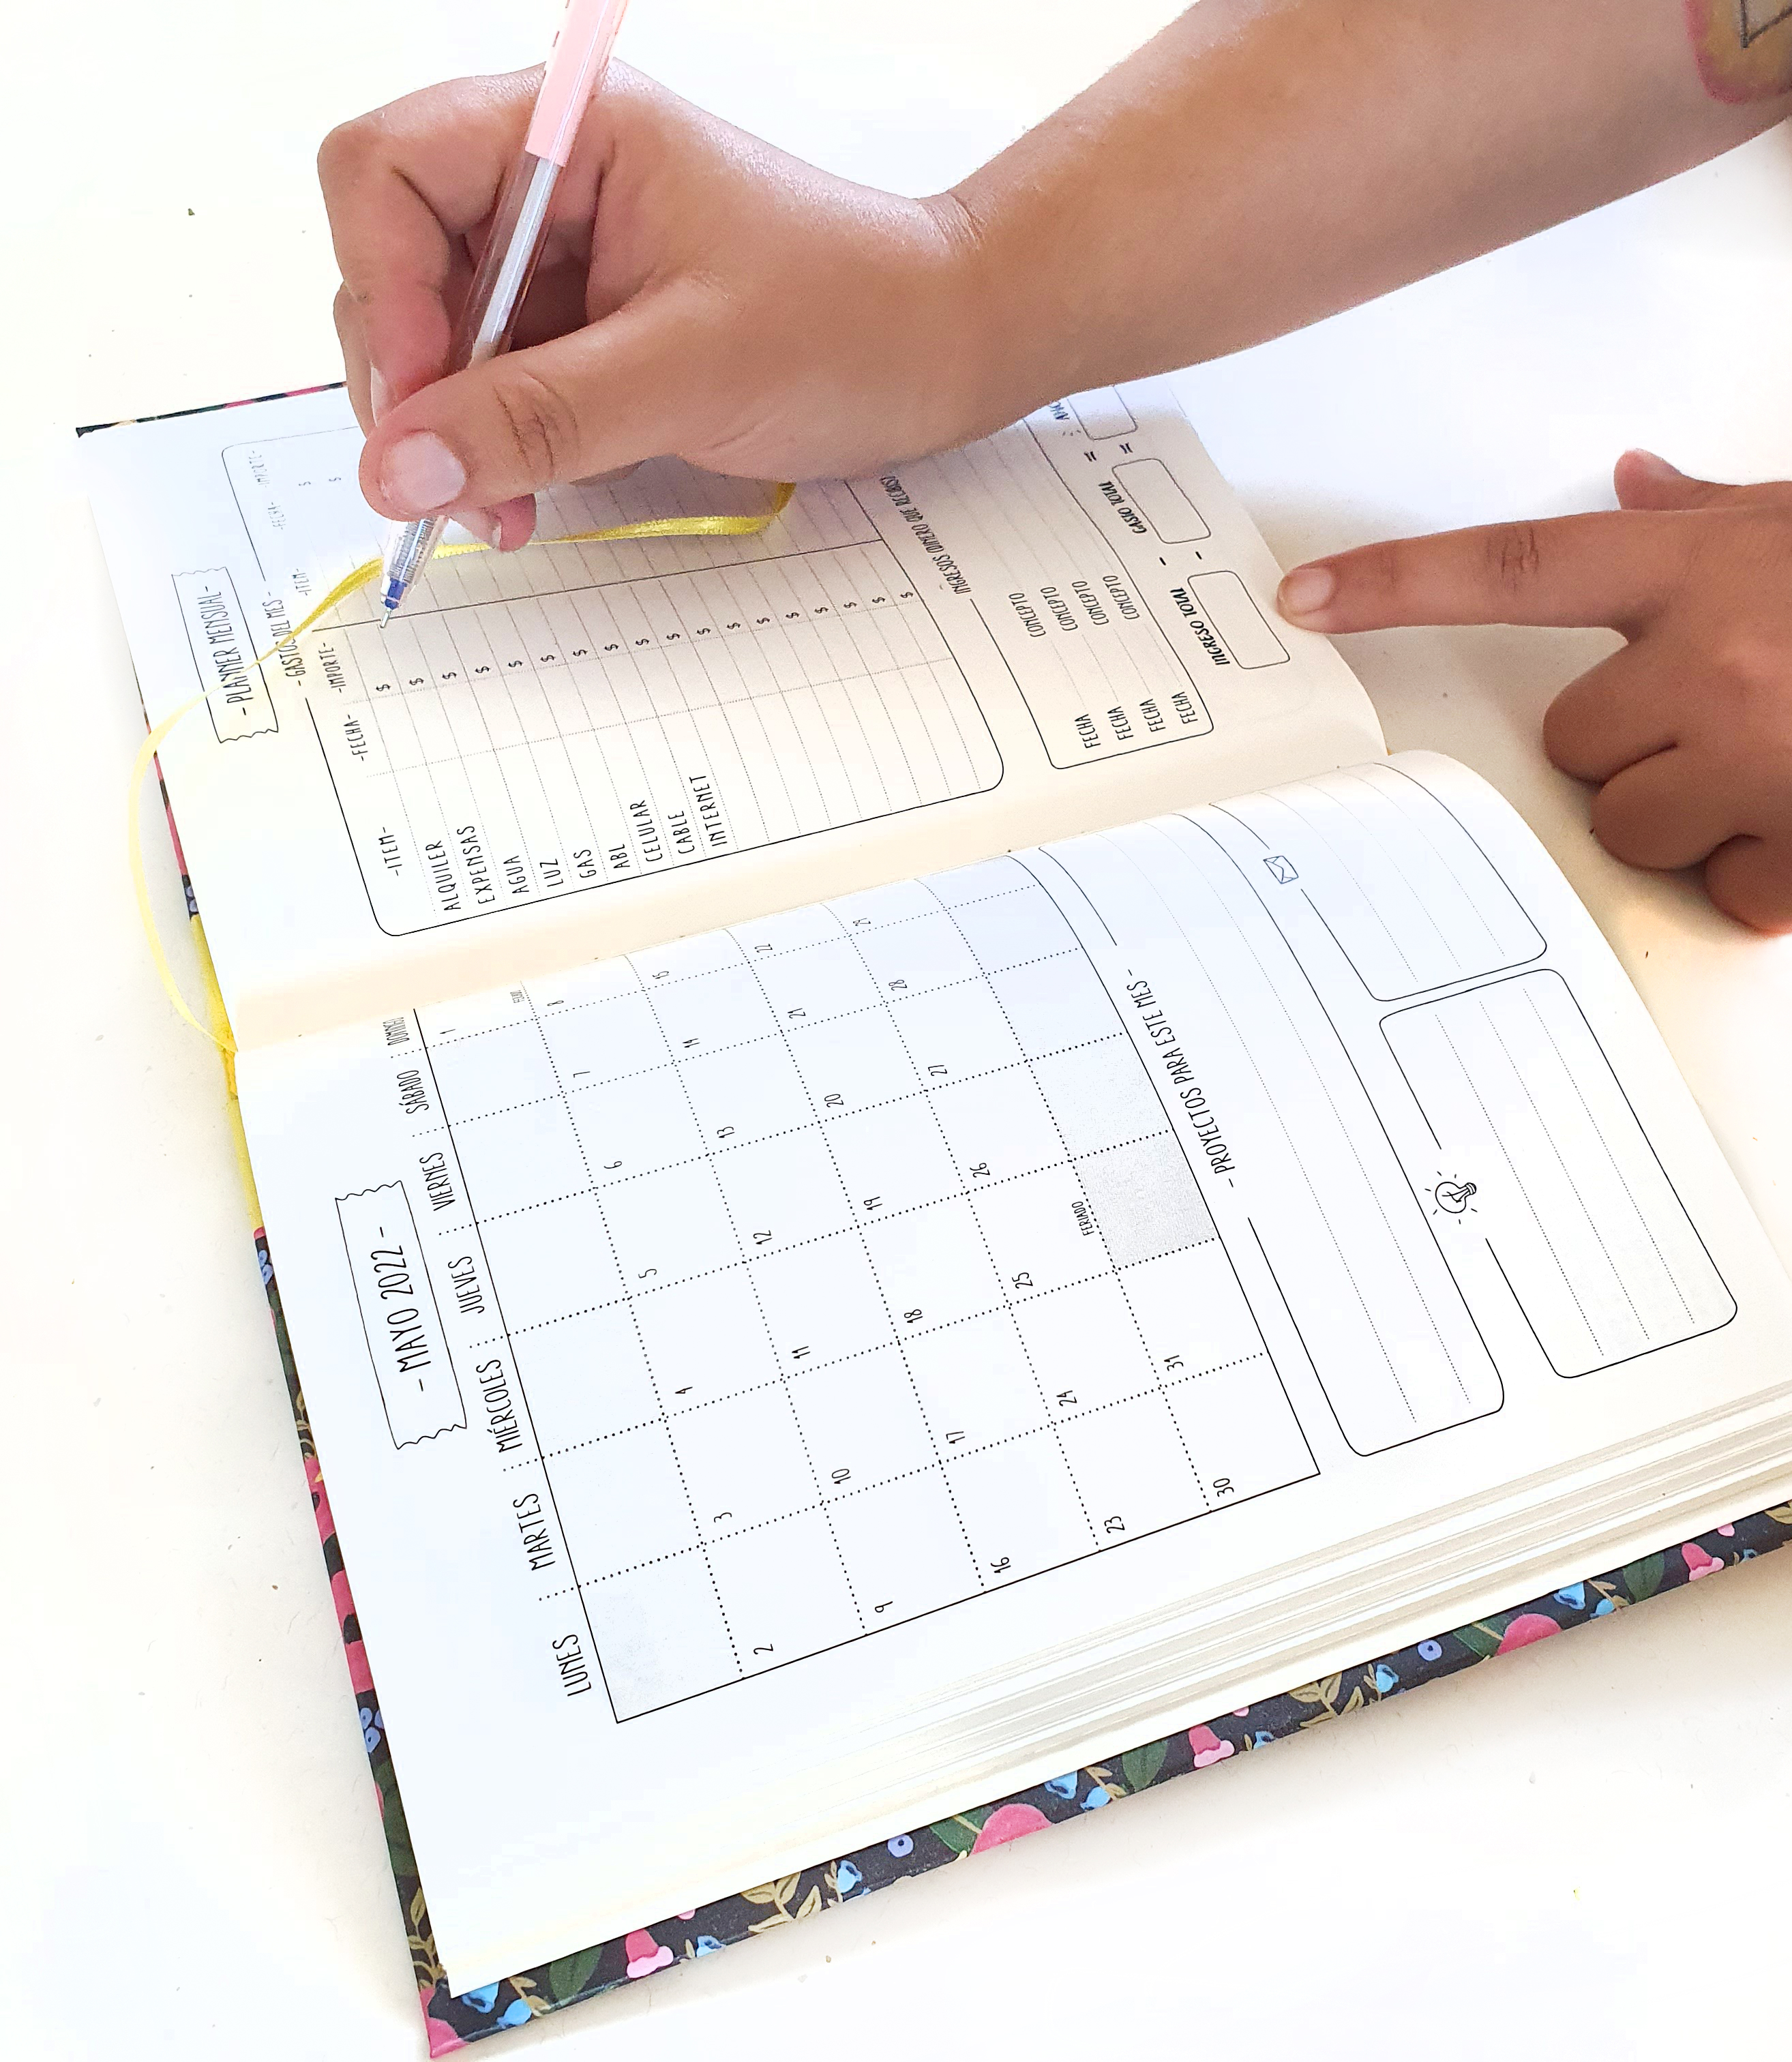 - MAYO 2022 -
LUNES MARTES MIÉRCOLES JUEVES VIERNES SÁBADO
1
2 3 4 5 6 7 8
9 10 11 12 13 14 15
16 17 18 19 20 21 22
23 24 25 26 27 28 29
FERIADO
30 31
- PROYECTOS PARA ESTE MES -
- PLANNER MENSUAL -
- GASTOS DEL MES -
-ITEM- -FECHA- -IMPORTE- -ITEM- -FECHA- -IMPORTE-
ALQUILER $ $
EXPENSAS $ $
AGUA $
LUZ $
GAS $
ABL $
CELULAR $
CABLE $
INTERNET $
$
$
$
$
$
$
$
$
INGRESOS (DINERO QUE RECIBIS)
FECHA CONCEPTO
FECHA CONCEPTO
FECHA CONCEPTO
FECHA CONCEPTO
INGRESO TOTAL - GASTO TOTAL =
- =